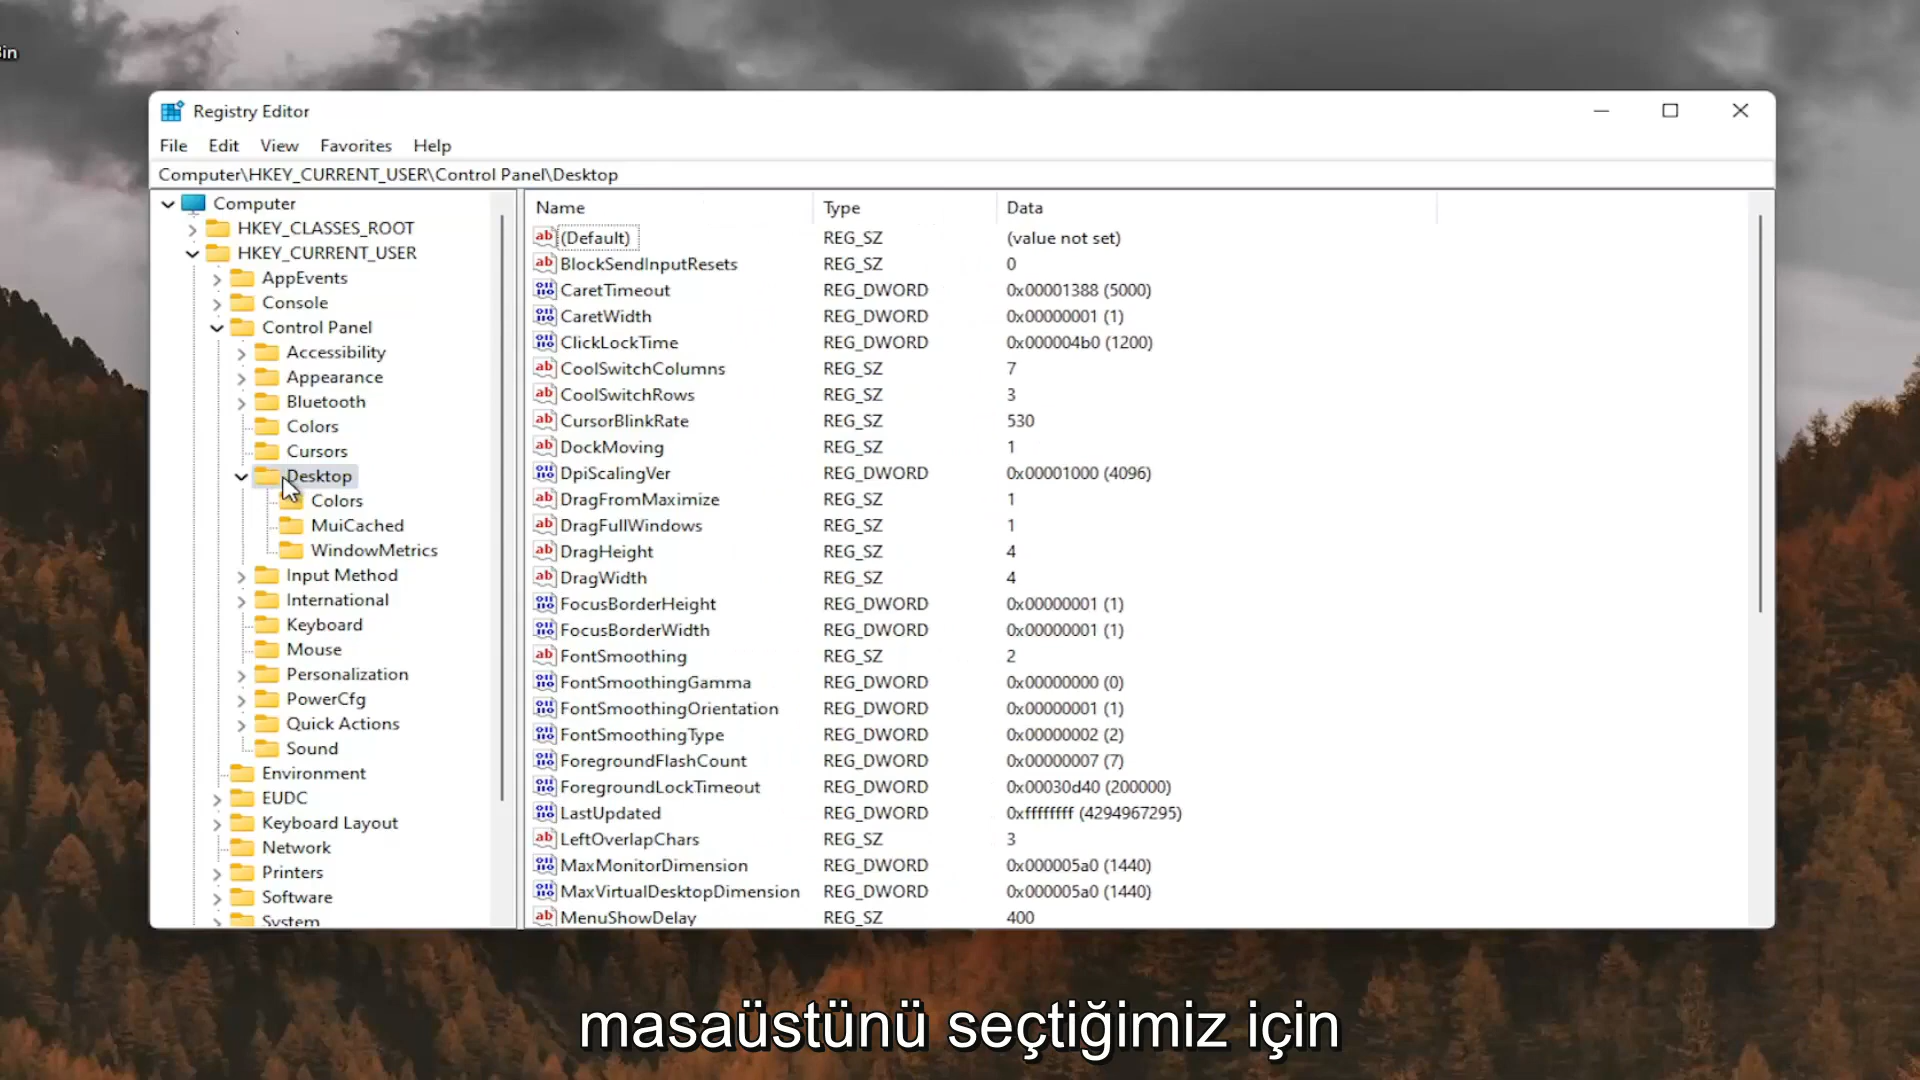 in
Registry Editor
File Edit View Favorites Help
Computer\HKEY_CURRENT_USER\Control Panel\Desktop
Computer
HKEY_CLASSES_ROOT
HKEY_CURRENT_USER
AppEvents
Console
Control Panel
Accessibility
Appearance
Bluetooth
Colors
Cursors
Desktop
Colors
MuiCached
WindowMetrics
Input Method
International
Keyboard
Mouse
Personalization
PowerCfg
Quick Actions
Sound
Environment
EUDC
Keyboard Layout
Network
Printers
Software
System
Name Type Data
(Default) REG_SZ (value not set)
BlockSendInputResets REG_SZ 0
CaretTimeout REG_DWORD 0x00001388 (5000)
CaretWidth REG_DWORD 0x00000001 (1)
ClickLockTime REG_DWORD 0x000004b0 (1200)
CoolSwitchColumns REG_SZ 7
CoolSwitchRows REG_SZ 3
CursorBlinkRate REG_SZ 530
DockMoving REG_SZ 1
DpiScalingVer REG_DWORD 0x00001000 (4096)
DragFromMaximize REG_SZ 1
DragFullWindows REG_SZ 1
DragHeight REG_SZ 4
DragWidth REG_SZ 4
FocusBorderHeight REG_DWORD 0x00000001 (1)
FocusBorderWidth REG_DWORD 0x00000001 (1)
FontSmoothing REG_SZ 2
FontSmoothingGamma REG_DWORD 0x00000000 (0)
FontSmoothingOrientation REG_DWORD 0x00000001 (1)
FontSmoothingType REG_DWORD 0x00000002 (2)
ForegroundFlashCount REG_DWORD 0x00000007 (7)
ForegroundLockTimeout REG_DWORD 0x00030d40 (200000)
LastUpdated REG_DWORD 0xffffffff (4294967295)
LeftOverlapChars REG_SZ 3
MaxMonitorDimension REG_DWORD 0x000005a0 (1440)
MaxVirtualDesktopDimension REG_DWORD 0x000005a0 (1440)
MenuShowDelay REG_SZ 400
masaüstünü seçtiğimiz için